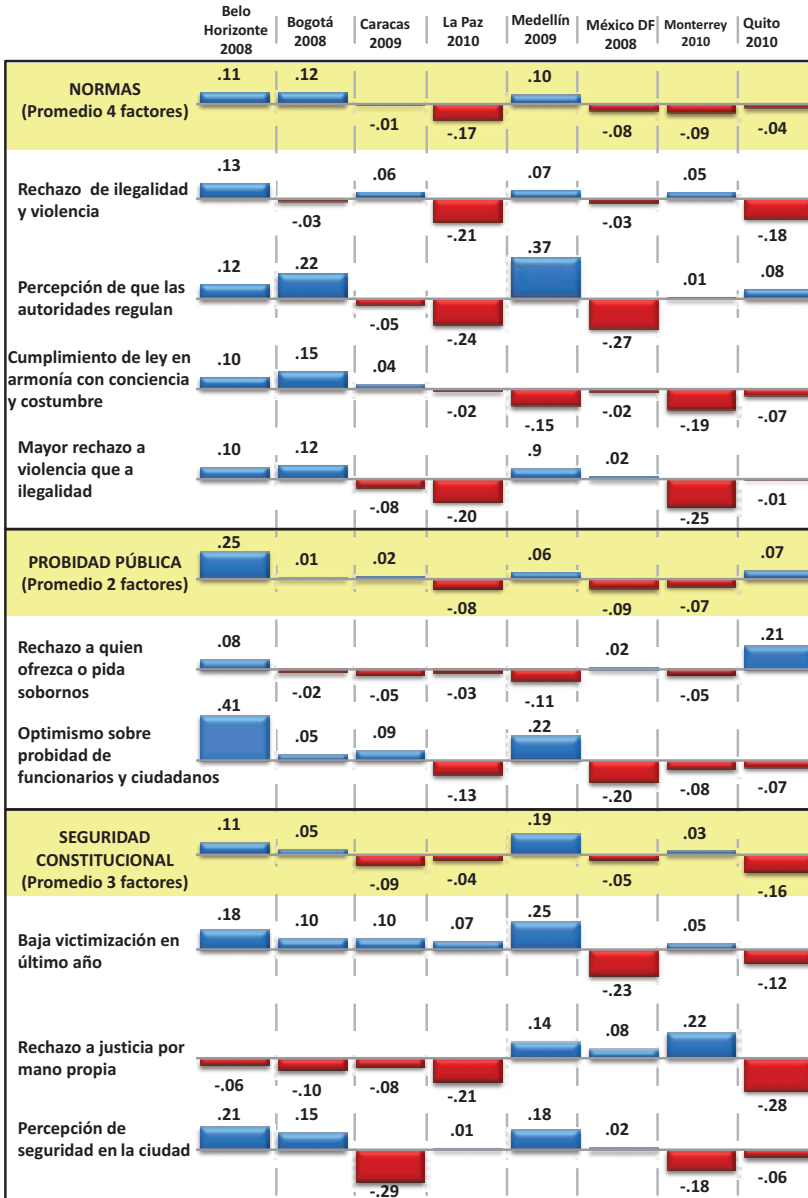 Belo Horizonte 2008 Bogotá 2008 Caracas 2009 La Paz 2010 Medellín 2009 México DF 2008 Monterrey 2010 Quito 2010
NORMAS
(Promedio 4 factores)
.11 .12 -.01 -.17 .10 -.08 -.09 -.04
Rechazo de ilegalidad
y violencia
.13 -.03 .06 -.21 .07 -.03 .05 -.18
Percepción de que las
autoridades regulan
.12 .22 -.05 -.24 .37 -.27 .01 .08
Cumplimiento de ley en
armonía con conciencia
y costumbre
.10 .15 .04 -.02 -.15 -.02 -.19 -.07
Mayor rechazo a
violencia que a
ilegalidad
.10 .12 -.08 -.20 .9 .02 -.25 -.01
PROBIDAD PÚBLICA
(Promedio 2 factores)
.25 .01 .02 -.08 .06 -.09 -.07 .07
Rechazo a quien
ofrezca o pida
sobornos
.08 -.02 -.05 -.03 -.11 .02 -.05 .21
Optimismo sobre
probidad de
funcionarios y ciudadanos
.41 .05 .09 -.13 .22 -.20 -.08 -.07
SEGURIDAD
CONSTITUCIONAL
(Promedio 3 factores)
.11 .05 -.09 -.04 .19 -.05 .03 -.16
Baja victimización en
último año
.18 .10 .10 .07 .25 -.23 .05 -.12
Rechazo a justicia por
mano propia
-.06 -.10 -.08 -.21 .14 .08 .22 -.28
Percepción de
seguridad en la ciudad
.21 .15 -.29 .01 .18 .02 -.18 -.06